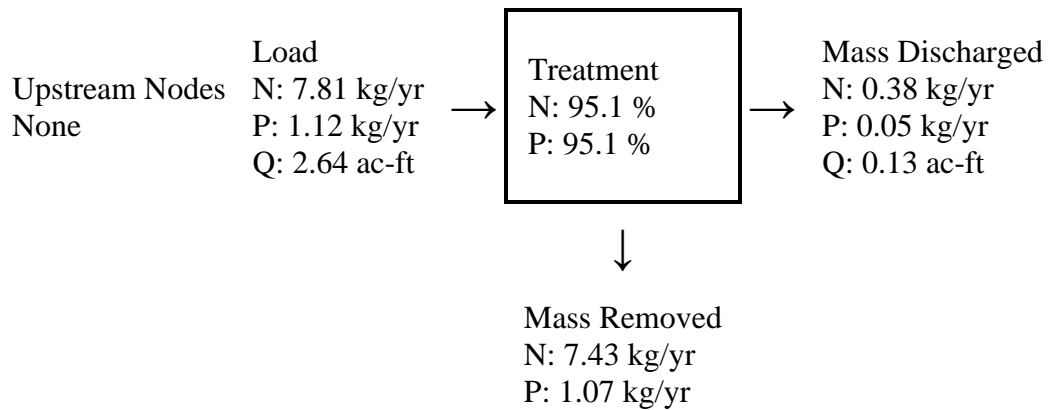 Upstream Nodes
None
Load
N: 7.81 kg/yr
P: 1.12 kg/yr
Q: 2.64 ac-ft
→
Treatment
N: 95.1 %
P: 95.1 %
→
Mass Discharged
N: 0.38 kg/yr
P: 0.05 kg/yr
Q: 0.13 ac-ft
↓
Mass Removed
N: 7.43 kg/yr
P: 1.07 kg/yr